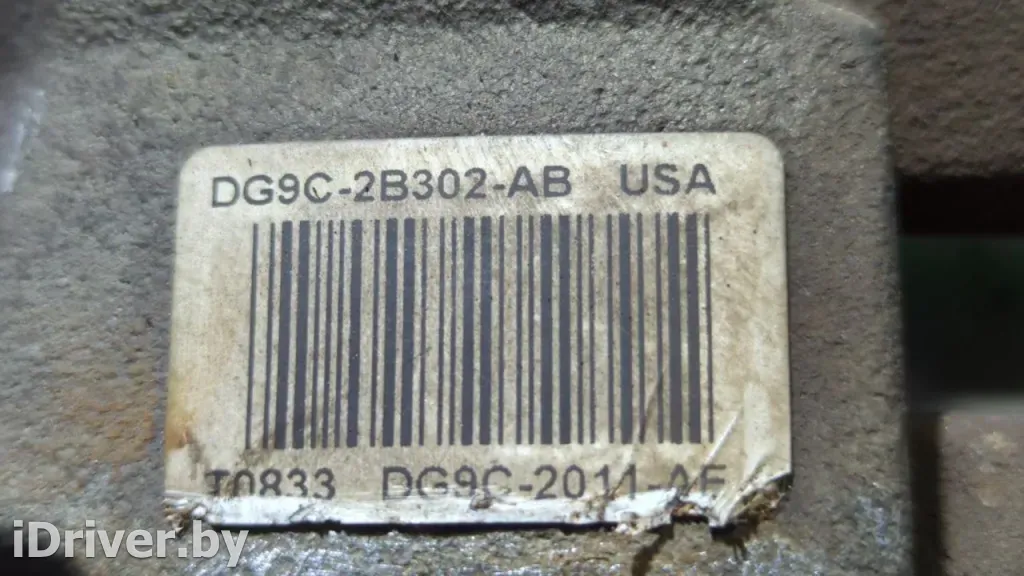 DG9C-2B302-AB USA
T0833 DG9C-2011-AE
iDriver.by